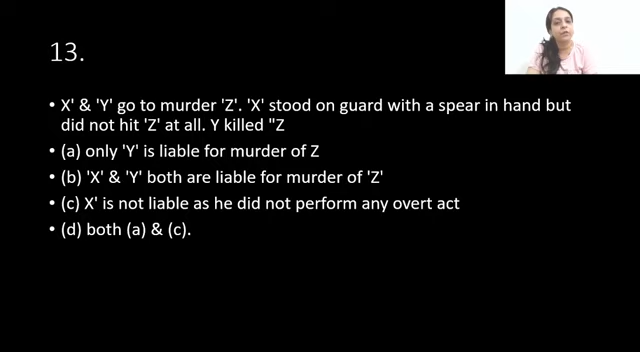 13.
• X' & 'Y' go to murder 'Z'. 'X' stood on guard with a spear in hand but
did not hit 'Z' at all. Y killed "Z
• (a) only 'Y' is liable for murder of Z
• (b) 'X' & 'Y' both are liable for murder of 'Z'
• (c) X' is not liable as he did not perform any overt act
• (d) both (a) & (c).